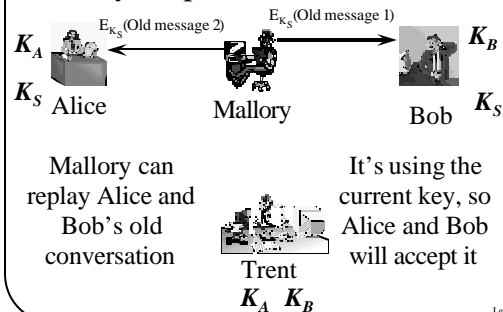 E_{K_S}(Old message 2)
E_{K_S}(Old message 1)
K_A
K_B
K_S
Alice
Mallory
Bob
K_S
Mallory can
replay Alice and
Bob's old
conversation
It's using the
current key, so
Alice and Bob
will accept it
Trent
K_A K_B